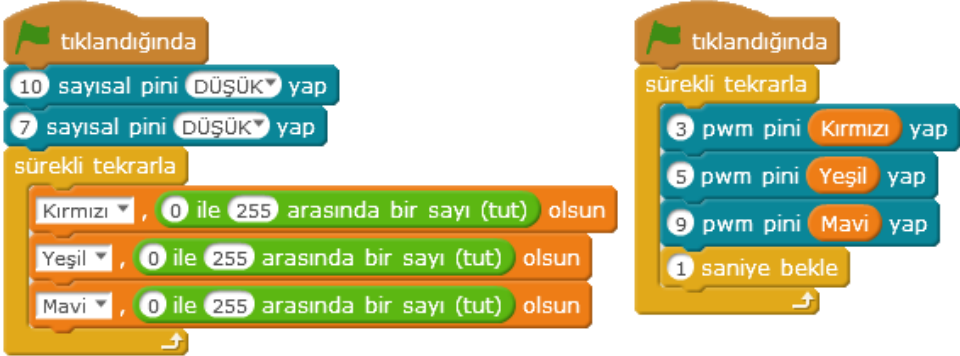 tıklandığında
10 sayısal pini DÜŞÜK yap
7 sayısal pini DÜŞÜK yap
sürekli tekrarla
Kırmızı , 0 ile 255 arasında bir sayı (tut) olsun
Yeşil , 0 ile 255 arasında bir sayı (tut) olsun
Mavi , 0 ile 255 arasında bir sayı (tut) olsun
tıklandığında
sürekli tekrarla
3 pwm pini Kırmızı yap
5 pwm pini Yeşil yap
9 pwm pini Mavi yap
1 saniye bekle